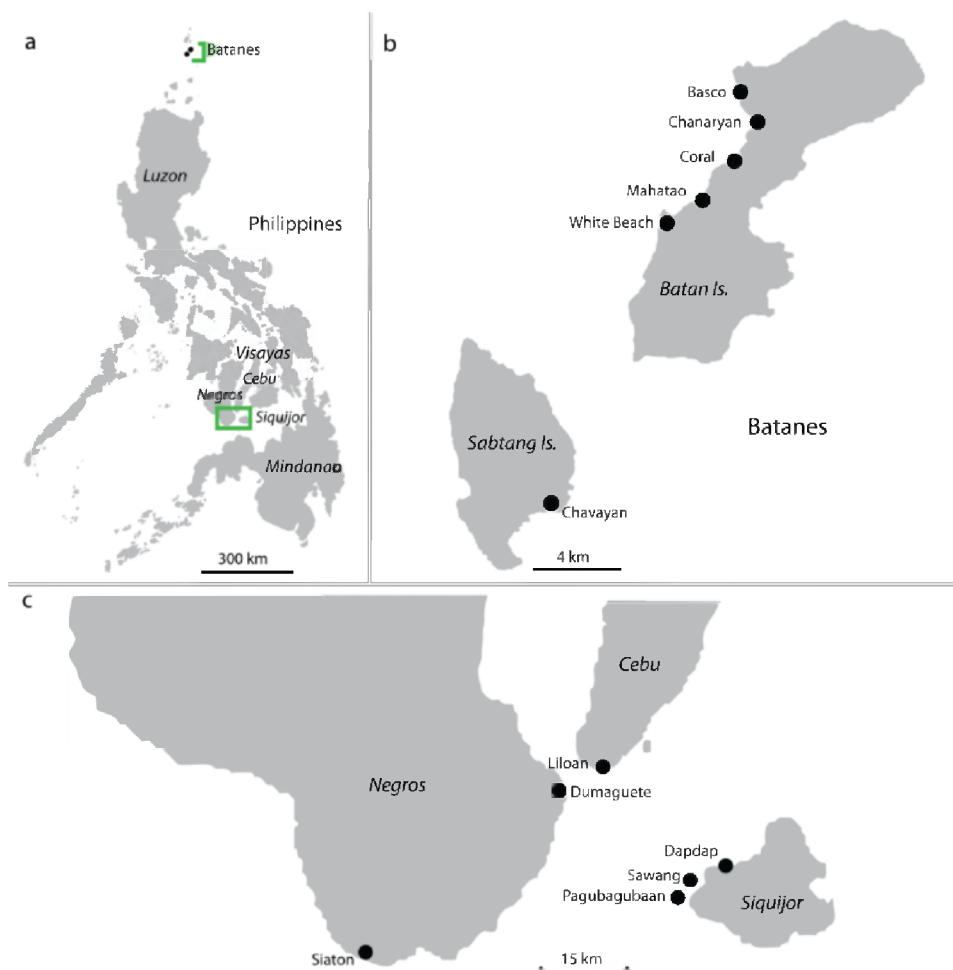 a
Batanes
Luzon
Philippines
Visayas
Cebu
Negros
Siquijor
Mindanao
300 km
b
Basco
Chanaryan
Coral
Mahatao
White Beach
Batan Is.
Sabtang Is.
Batanes
Chavayan
4 km
c
Cebu
Liloan
Negros
Dumaguete
Dapdap
Sawang
Pagubagubaan
Siquijor
Siaton
15 km